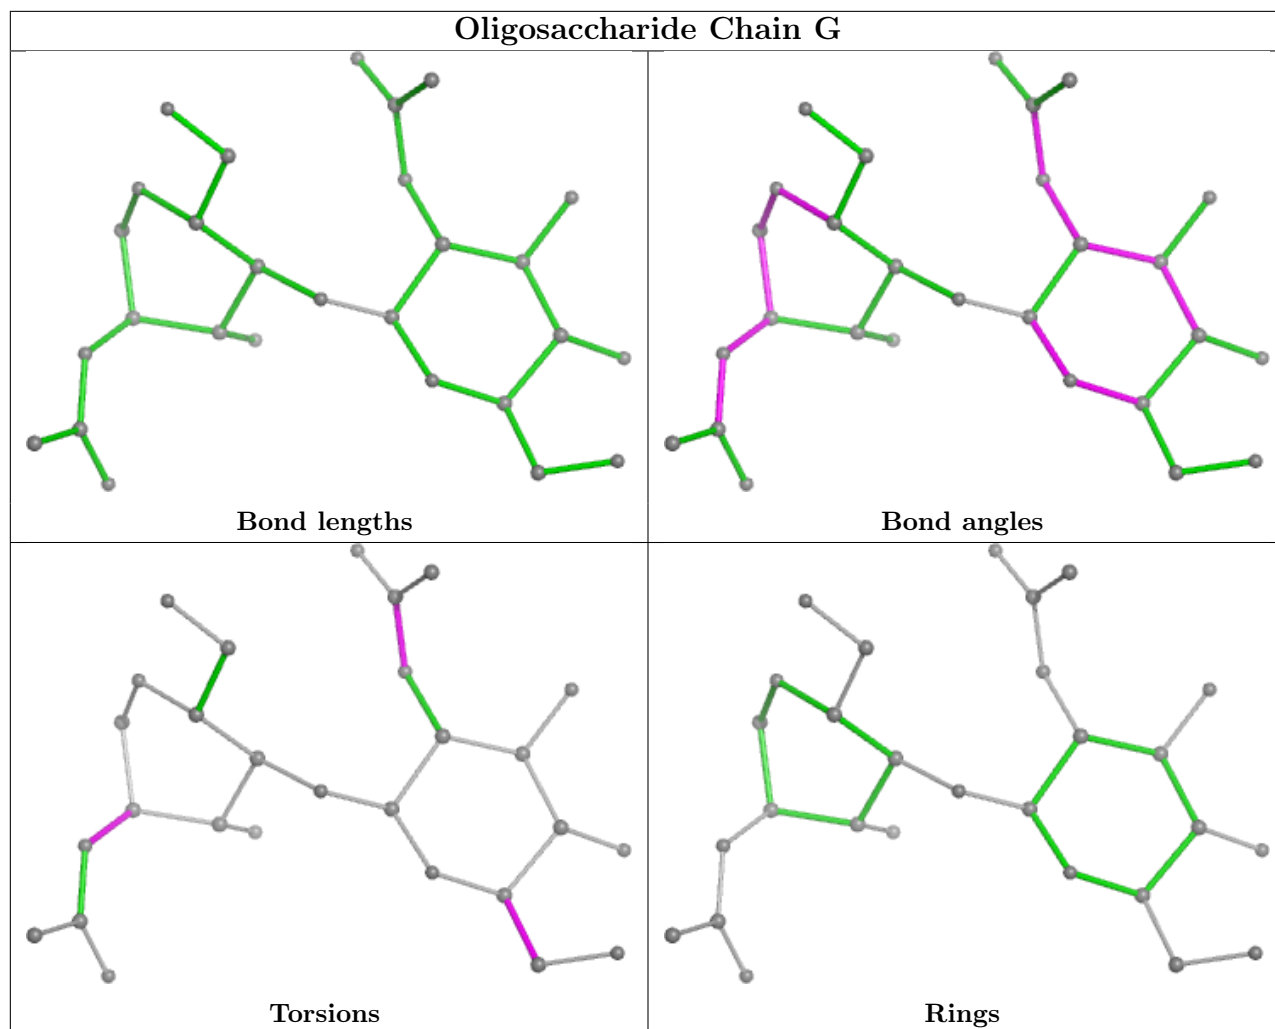 Oligosaccharide Chain G
Bond lengths
Bond angles
Torsions
Rings